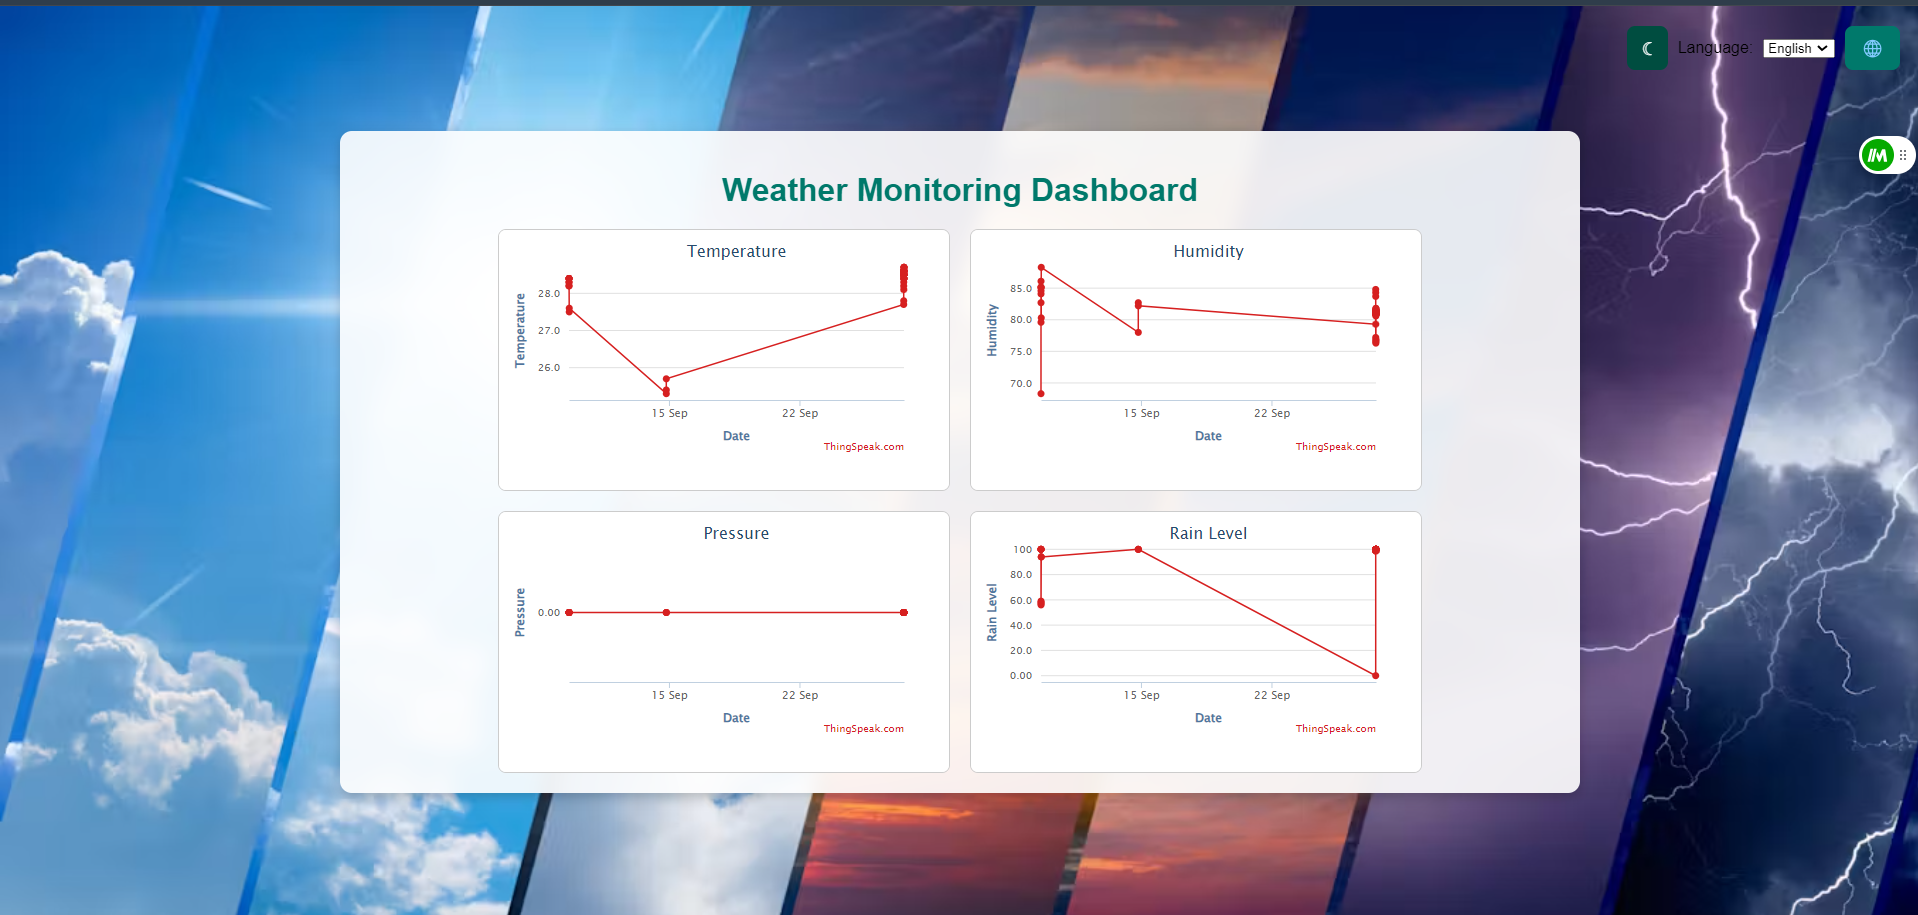 Language: English
Weather Monitoring Dashboard
Temperature
Temperature
28.0
27.0
26.0
15 Sep 22 Sep
Date
ThingSpeak.com
Humidity
Humidity
85.0
80.0
75.0
70.0
15 Sep 22 Sep
Date
ThingSpeak.com
Pressure
Pressure
0.00
15 Sep 22 Sep
Date
ThingSpeak.com
Rain Level
Rain Level
100
80.0
60.0
40.0
20.0
0.00
15 Sep 22 Sep
Date
ThingSpeak.com